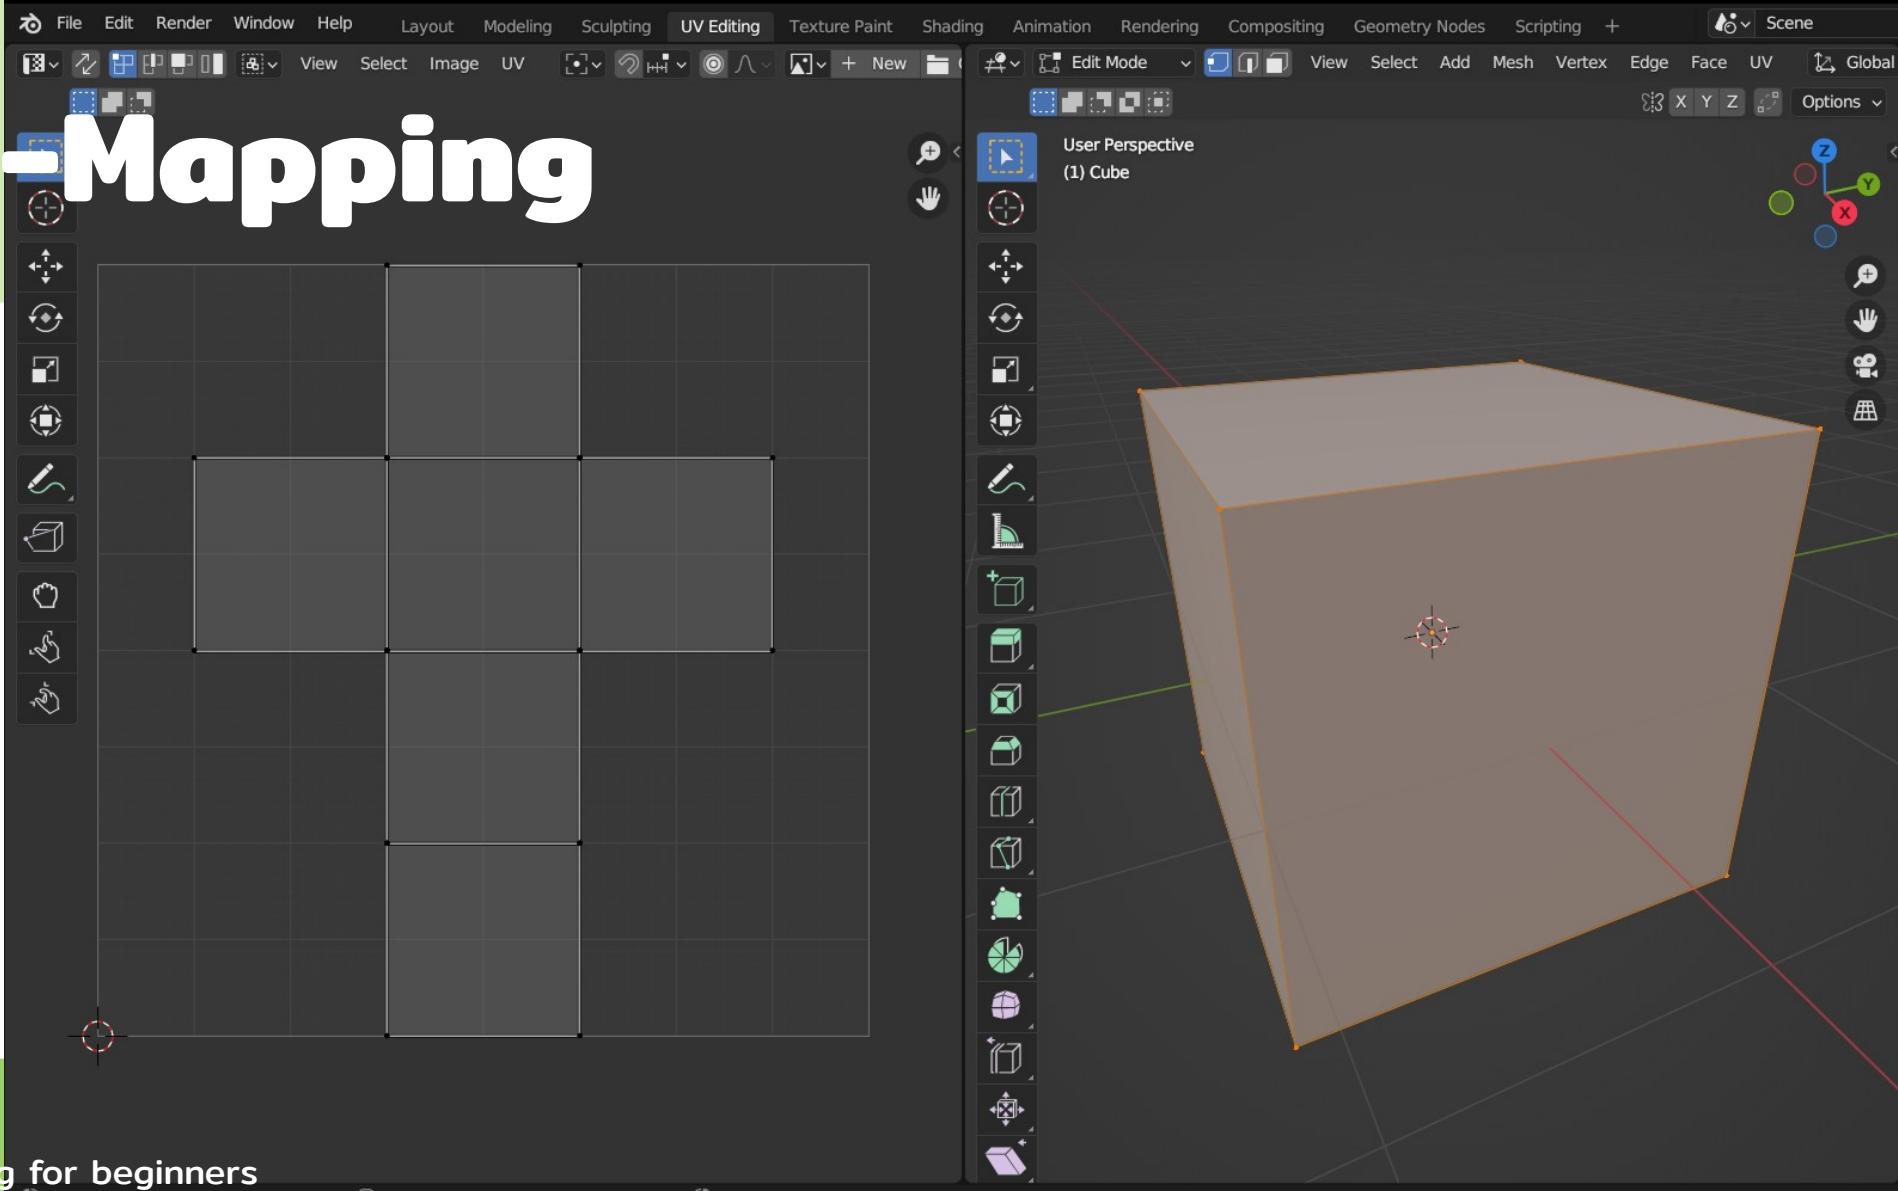 File Edit Render Window Help Layout Modeling Sculpting UV Editing Texture Paint Shading Animation Rendering Compositing Geometry Nodes Scripting + Scene
View Select Image UV + New
Edit Mode View Select Add Mesh Vertex Edge Face UV Global
X Y Z Options
-Mapping
User Perspective
(1) Cube
Z
Y
X
g for beginners